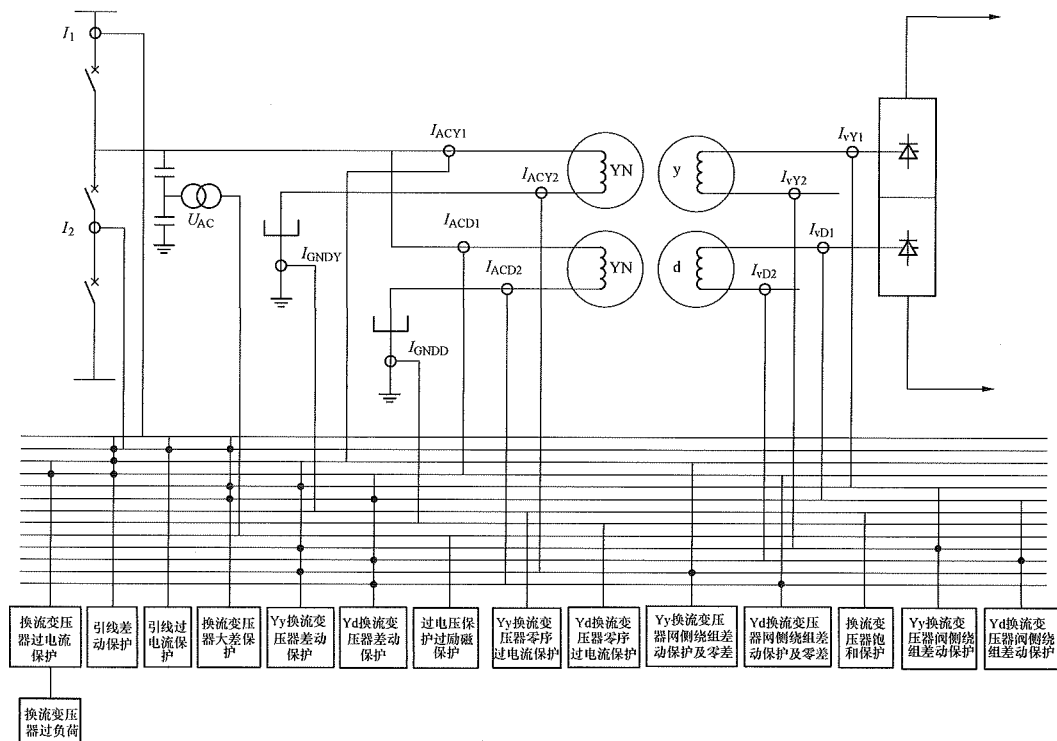 I1
IACY1
IvY1
YN
y
IACY2
IvY2
UAC
I2
IACD1
IvD1
IGNDY
YN
d
IACD2
IvD2
IGNDD
换流变压
器过电流
保护
引线差
动保护
引线过
电流保
护
换流变
压器大
差保护
Yy换流变
压器差动
保护
Yd换流变
压器差动
保护
过电压保
护过励磁
保护
Yy换流变
压器零序
过电流保护
Yd换流变
压器零序
过电流保护
Yy换流变压
器网侧绕组差
动保护及零差
Yd换流变压
器网侧绕组差
动保护及零差
换流变
压器饱
和保护
Yy换流变
压器阀侧绕
组差动保护
Yd换流变
压器阀侧绕
组差动保护
换流变压
器过负荷